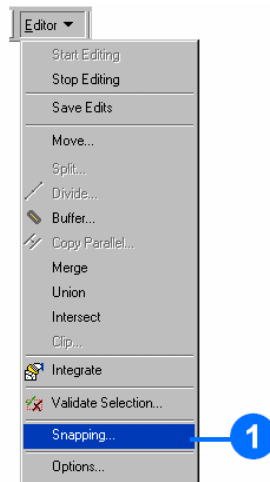 Editor
Start Editing
Stop Editing
Save Edits
Move...
Split...
Divide...
Buffer...
Copy Parallel...
Merge
Union
Intersect
Clip...
Integrate
Validate Selection...
Snapping... 1
Options...